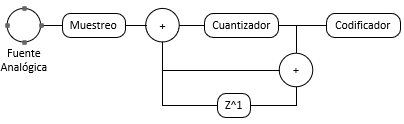 Fuente
Analógica
Muestreo
+
Cuantizador
Codificador
+
Z^1